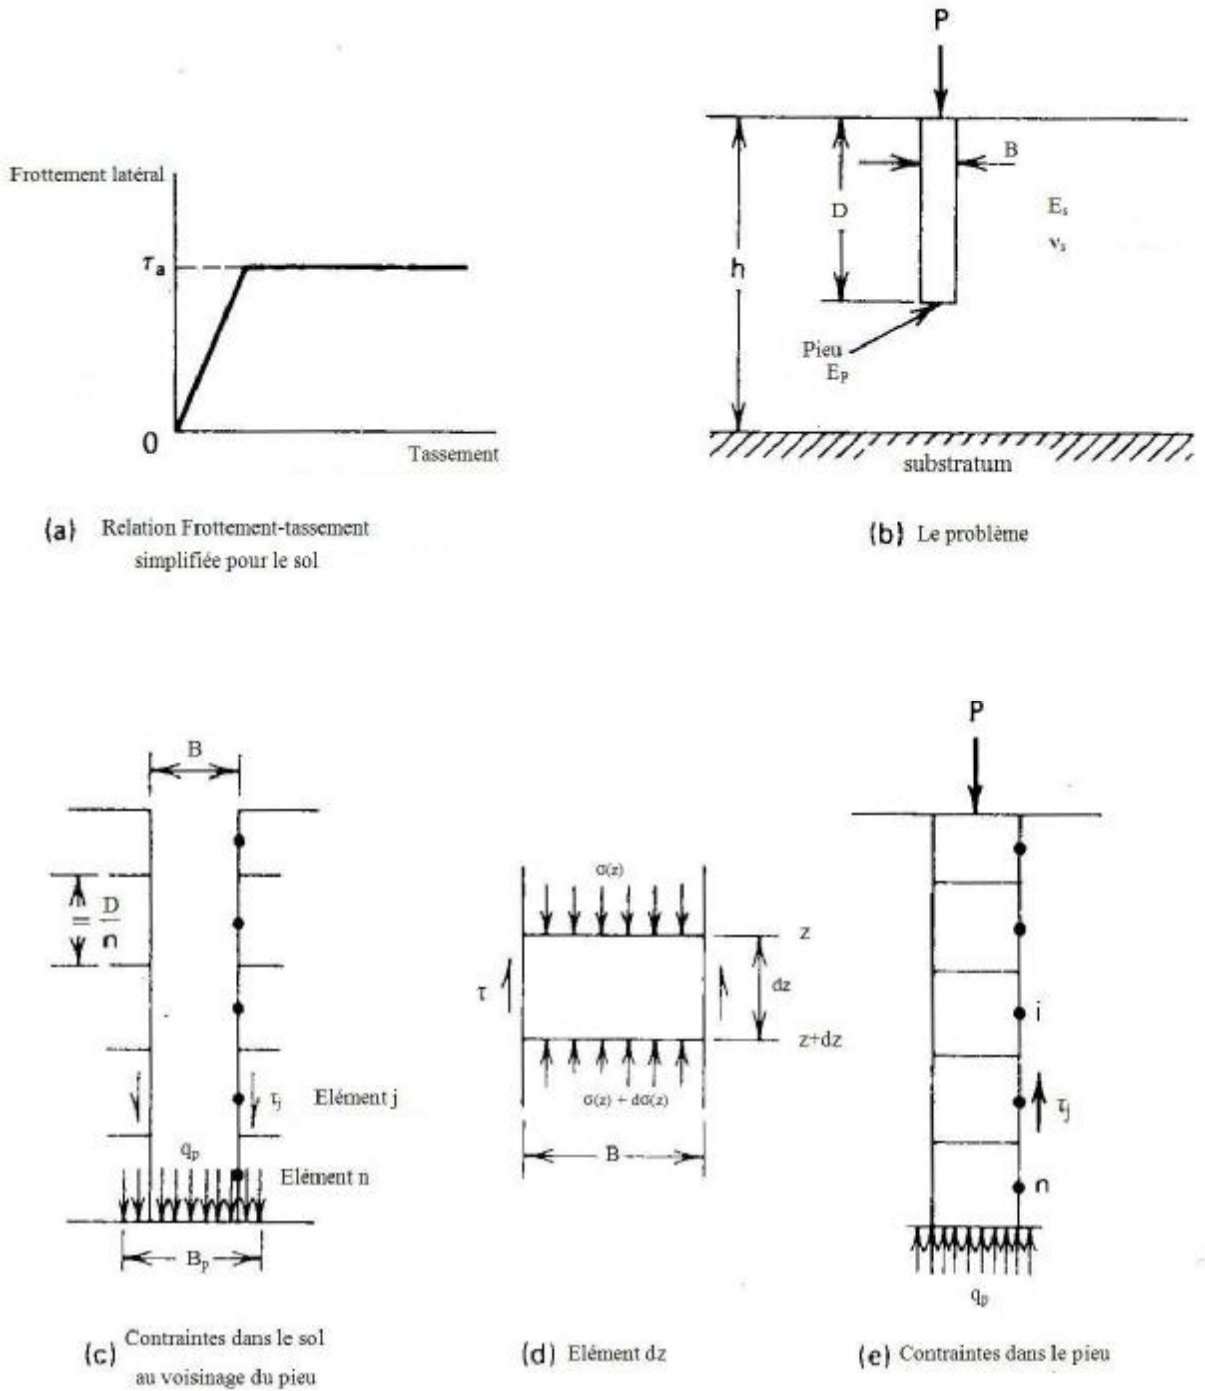 P
Frottement latéral
τa
0
Tassement
(a) Relation Frottement-tassement
simplifiée pour le sol
B
D
h
Es
νs
Pieu
Ep
substratum
(b) Le problème
B
= D/n
τj Elément j
qp
Elément n
Bp
(c) Contraintes dans le sol
au voisinage du pieu
σ(z)
z
τ
dz
z+dz
σ(z) + dσ(z)
B
(d) Elément dz
P
i
τj
n
qp
(e) Contraintes dans le pieu